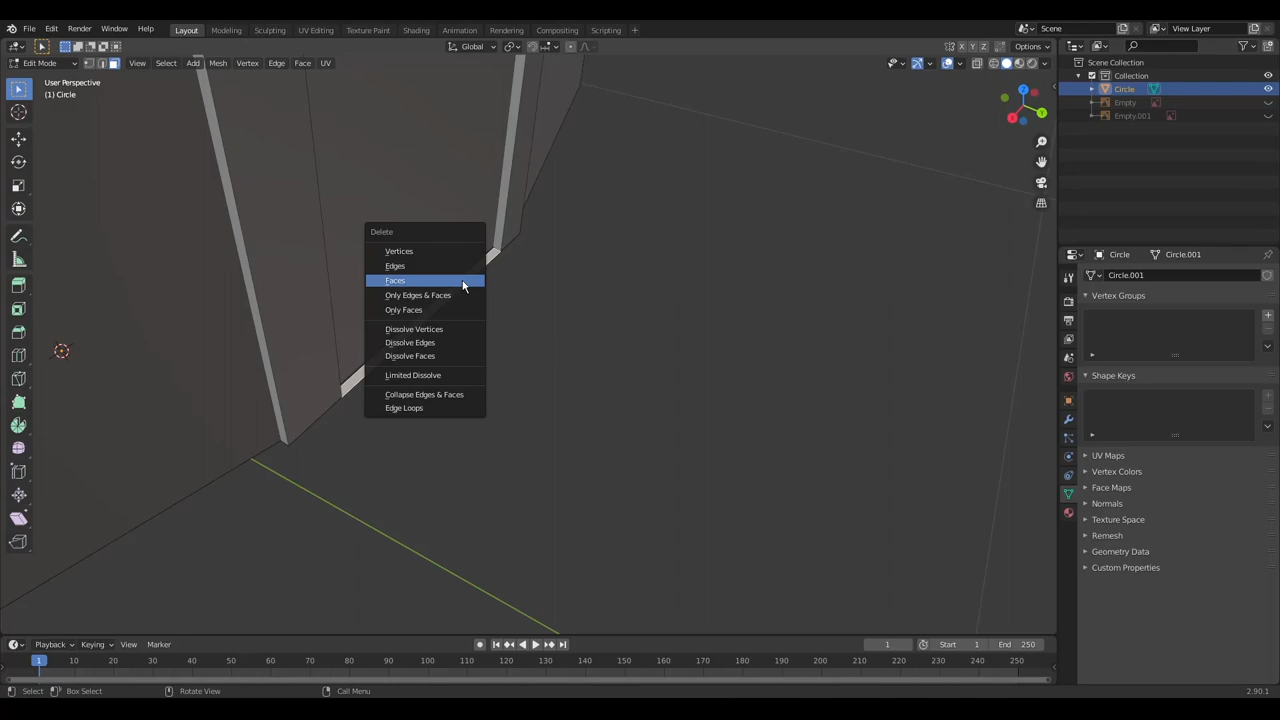 File Edit Render Window Help
Layout Modeling Sculpting UV Editing Texture Paint Shading Animation Rendering Compositing Scripting
Scene View Layer
Global X Y Z Options
Edit Mode View Select Add Mesh Vertex Edge Face UV
User Perspective
(1) Circle
Z
Y
X
Scene Collection
Collection
Circle
Empty
Empty.001
Delete
Vertices
Edges
Faces
Only Edges & Faces
Only Faces
Dissolve Vertices
Dissolve Edges
Dissolve Faces
Limited Dissolve
Collapse Edges & Faces
Edge Loops
Circle Circle.001
Circle.001
Vertex Groups
Shape Keys
UV Maps
Vertex Colors
Face Maps
Normals
Texture Space
Remesh
Geometry Data
Custom Properties
Playback Keying View Marker 1 Start 1 End 250
1 10 20 30 40 50 60 70 80 90 100 110 120 130 140 150 160 170 180 190 200 210 220 230 240 250
Select Box Select Rotate View Call Menu 2.90.1